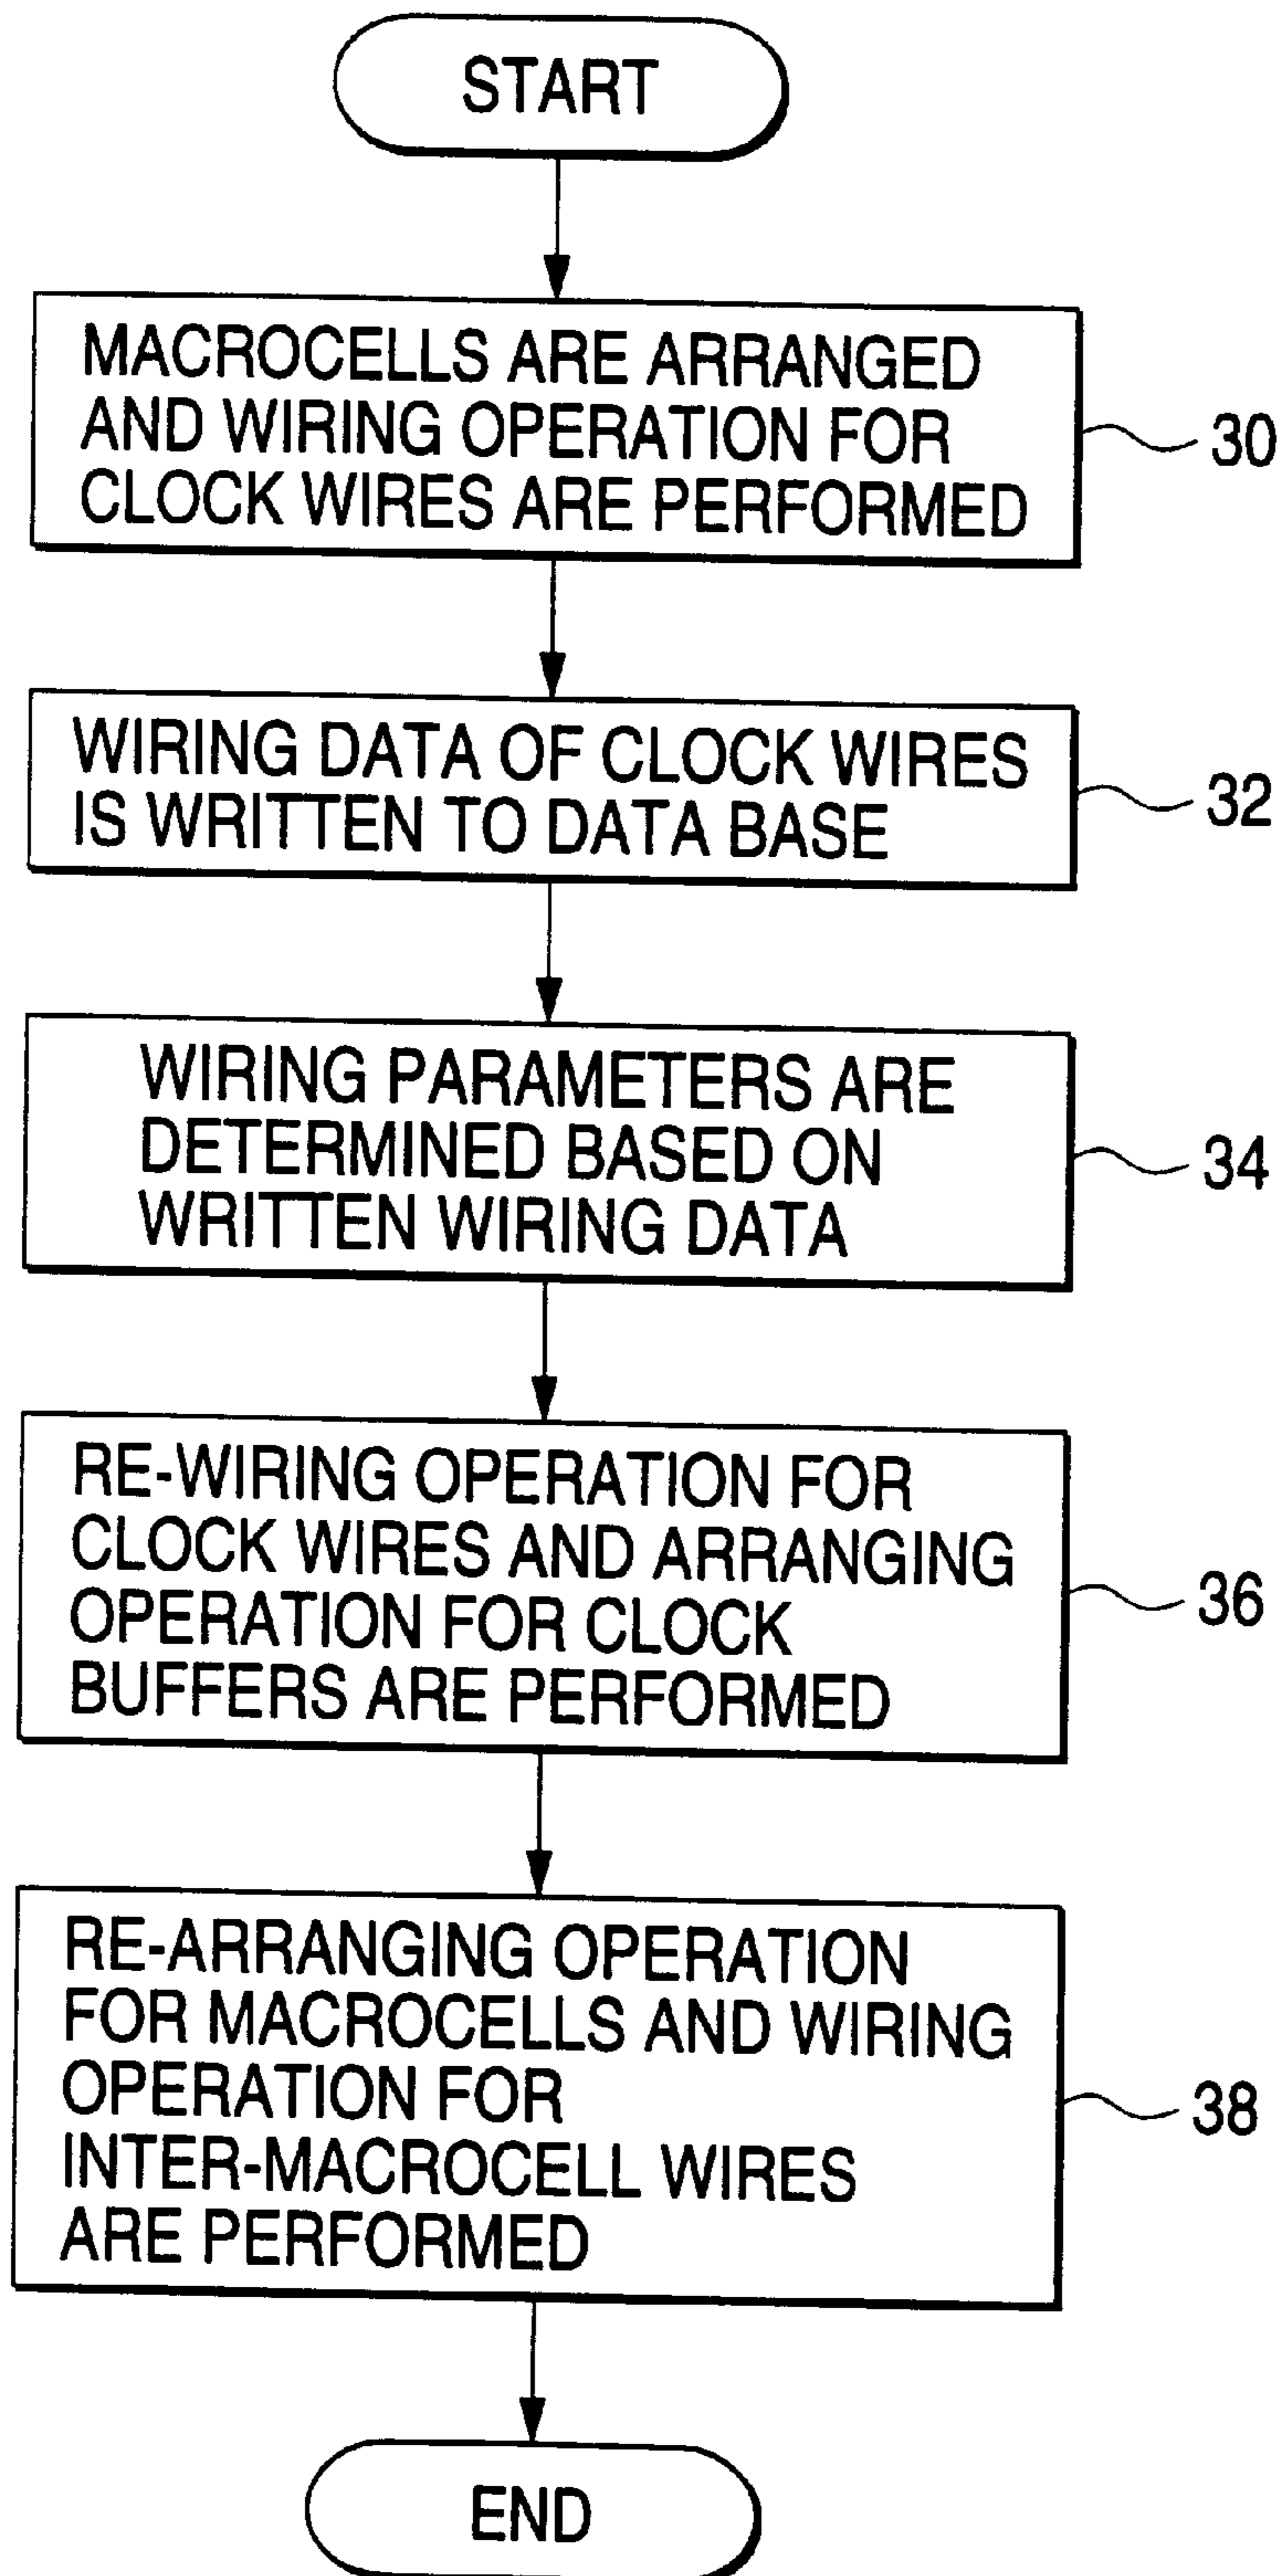 START
MACROCELLS ARE ARRANGED
AND WIRING OPERATION FOR
CLOCK WIRES ARE PERFORMED
30
WIRING DATA OF CLOCK WIRES
IS WRITTEN TO DATA BASE
32
WIRING PARAMETERS ARE
DETERMINED BASED ON
WRITTEN WIRING DATA
34
RE-WIRING OPERATION FOR
CLOCK WIRES AND ARRANGING
OPERATION FOR CLOCK
BUFFERS ARE PERFORMED
36
RE-ARRANGING OPERATION
FOR MACROCELLS AND WIRING
OPERATION FOR
INTER-MACROCELL WIRES
ARE PERFORMED
38
END